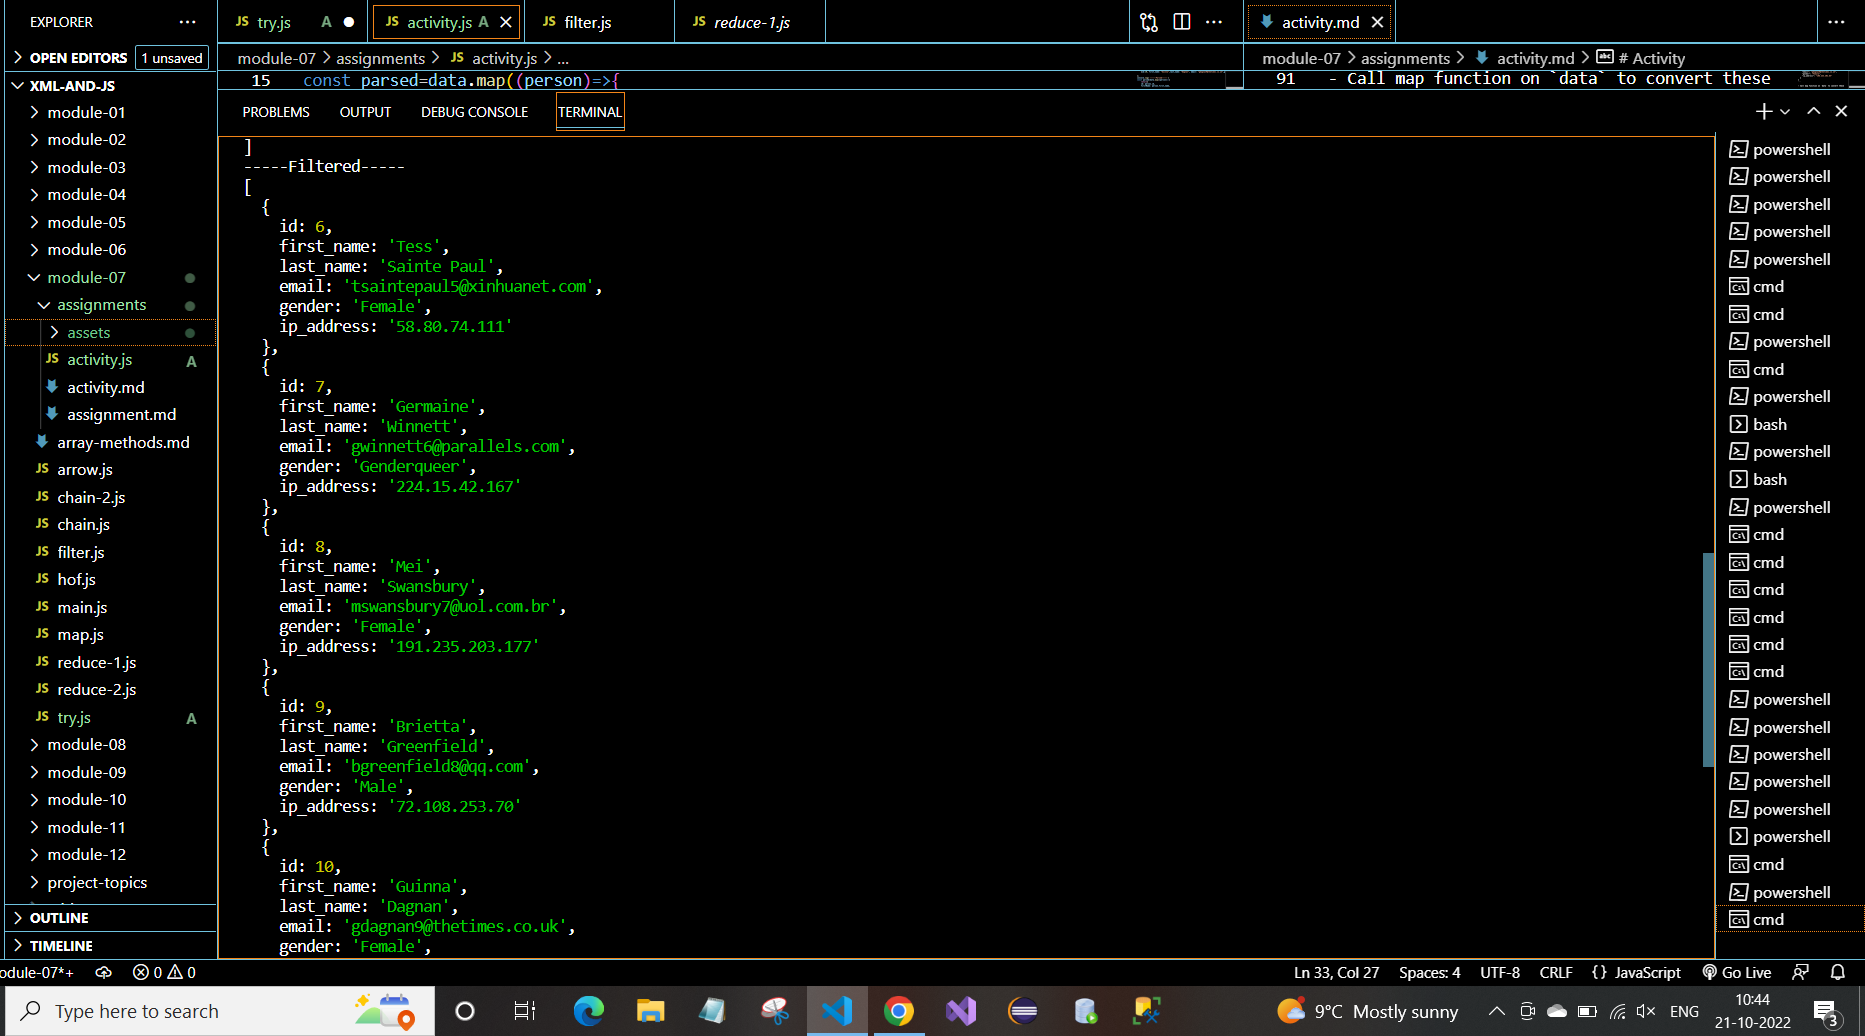 EXPLORER
OPEN EDITORS 1 unsaved
XML-AND-JS
module-01
module-02
module-03
module-04
module-05
module-06
module-07
assignments
assets
JS activity.js A
activity.md
assignment.md
array-methods.md
JS arrow.js
JS chain-2.js
JS chain.js
JS filter.js
JS hof.js
JS main.js
JS map.js
JS reduce-1.js
JS reduce-2.js
JS try.js A
module-08
module-09
module-10
module-11
module-12
project-topics
OUTLINE
TIMELINE
JS try.js A
JS activity.js A
JS filter.js
JS reduce-1.js
activity.md
module-07 > assignments > JS activity.js > ...
module-07 > assignments > activity.md > # Activity
15 const parsed=data.map((person)=>{
91 - Call map function on `data` to convert these
PROBLEMS OUTPUT DEBUG CONSOLE TERMINAL
]
-----Filtered-----
[
{
id: 6,
first_name: 'Tess',
last_name: 'Sainte Paul',
email: 'tsaintepaul5@xinhuanet.com',
gender: 'Female',
ip_address: '58.80.74.111'
},
{
id: 7,
first_name: 'Germaine',
last_name: 'Winnett',
email: 'gwinnett6@parallels.com',
gender: 'Genderqueer',
ip_address: '224.15.42.167'
},
{
id: 8,
first_name: 'Mei',
last_name: 'Swansbury',
email: 'mswansbury7@uol.com.br',
gender: 'Female',
ip_address: '191.235.203.177'
},
{
id: 9,
first_name: 'Brietta',
last_name: 'Greenfield',
email: 'bgreenfield8@qq.com',
gender: 'Male',
ip_address: '72.108.253.70'
},
{
id: 10,
first_name: 'Guinna',
last_name: 'Dagnan',
email: 'gdagnan9@thetimes.co.uk',
gender: 'Female',
powershell
powershell
powershell
powershell
powershell
cmd
cmd
powershell
cmd
powershell
bash
powershell
bash
powershell
cmd
cmd
cmd
cmd
cmd
cmd
powershell
powershell
powershell
powershell
powershell
powershell
cmd
powershell
cmd
odule-07*+ 0 0
Ln 33, Col 27 Spaces: 4 UTF-8 CRLF {} JavaScript Go Live
Type here to search
9°C Mostly sunny
ENG
10:44
21-10-2022
3